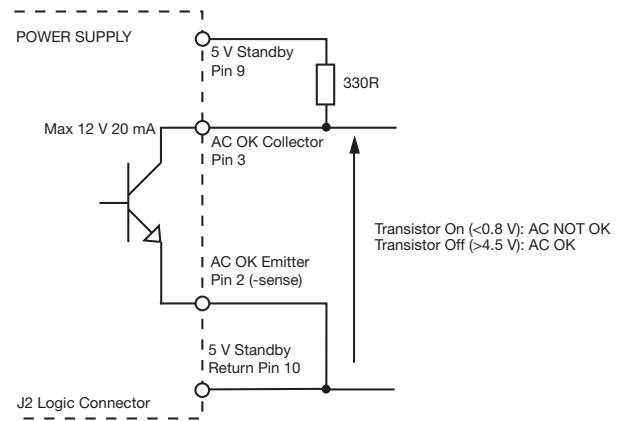 POWER SUPPLY
5 V Standby
Pin 9
330R
Max 12 V 20 mA
AC OK Collector
Pin 3
Transistor On (<0.8 V): AC NOT OK
Transistor Off (>4.5 V): AC OK
AC OK Emitter
Pin 2 (-sense)
5 V Standby
Return Pin 10
J2 Logic Connector